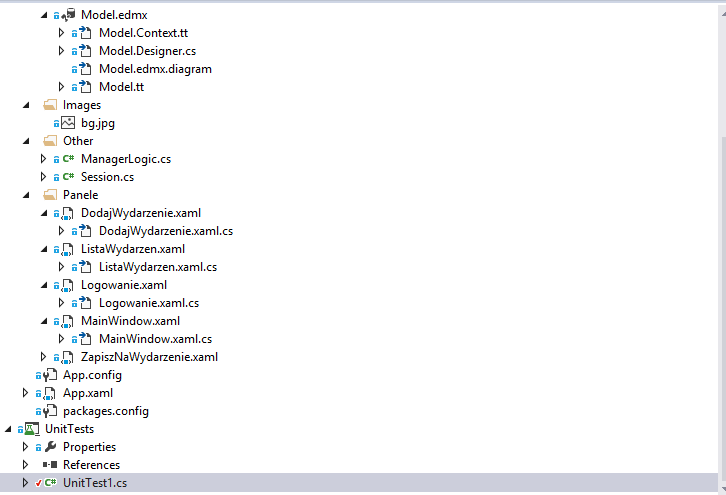 Model.edmx
Model.Context.tt
Model.Designer.cs
Model.edmx.diagram
Model.tt
Images
bg.jpg
Other
C# ManagerLogic.cs
C# Session.cs
Panele
DodajWydarzenie.xaml
DodajWydarzenie.xaml.cs
ListaWydarzen.xaml
ListaWydarzen.xaml.cs
Logowanie.xaml
Logowanie.xaml.cs
MainWindow.xaml
MainWindow.xaml.cs
ZapiszNaWydarzenie.xaml
App.config
App.xaml
packages.config
UnitTests
Properties
References
C# UnitTest1.cs